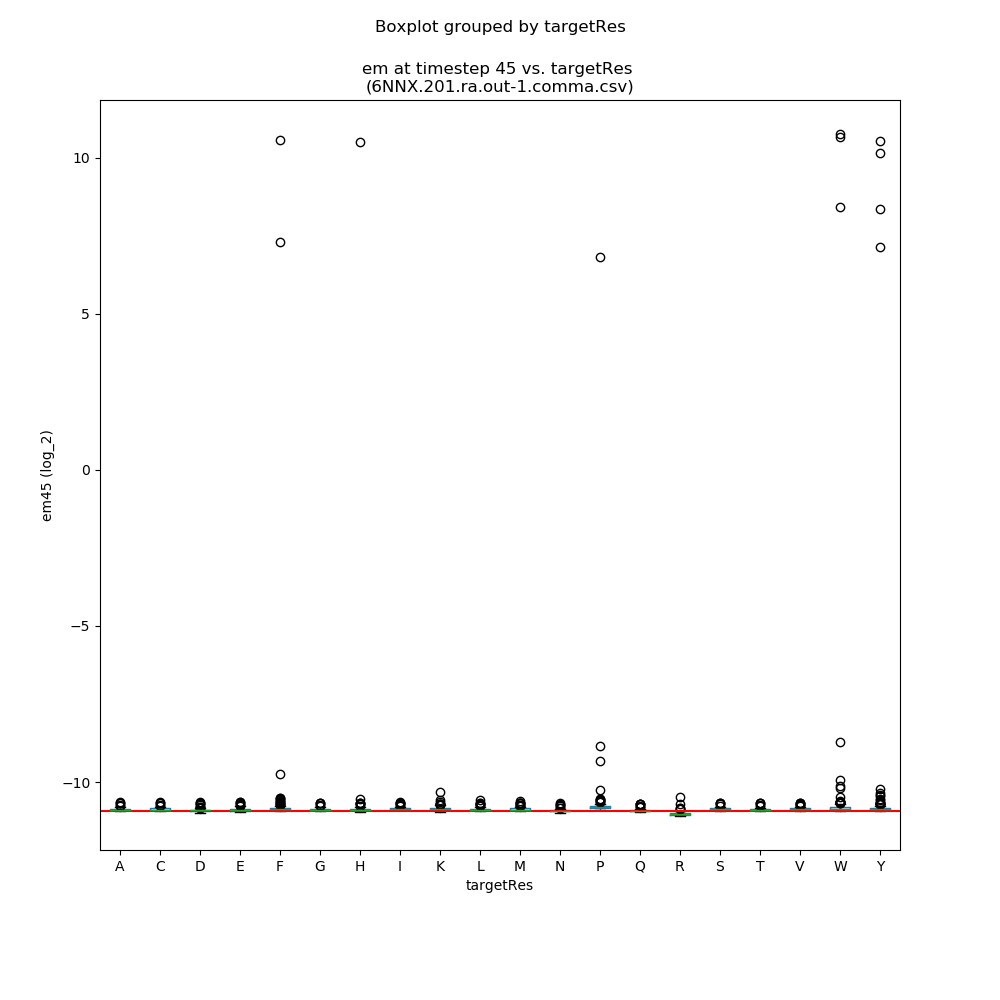 Boxplot grouped by targetRes
em at timestep 45 vs. targetRes
(6NNX.201.ra.out-1.comma.csv)
10
5
0
−5
−10
em45 (log_2)
A C D E F G H I K L M N P Q R S T V W Y
targetRes